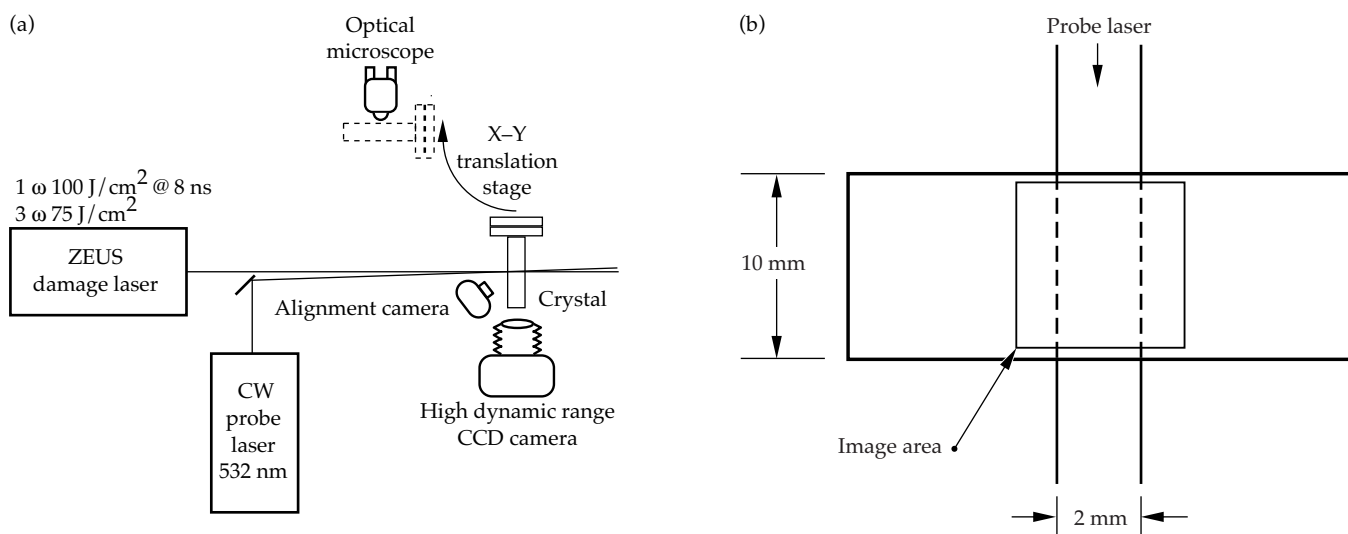 (a)
Optical
microscope
X–Y
translation
stage
1 ω 100 J/cm² @ 8 ns
3 ω 75 J/cm²
ZEUS
damage laser
Alignment camera
Crystal
CW
probe
laser
532 nm
High dynamic range
CCD camera
(b)
Probe laser
10 mm
Image area
2 mm